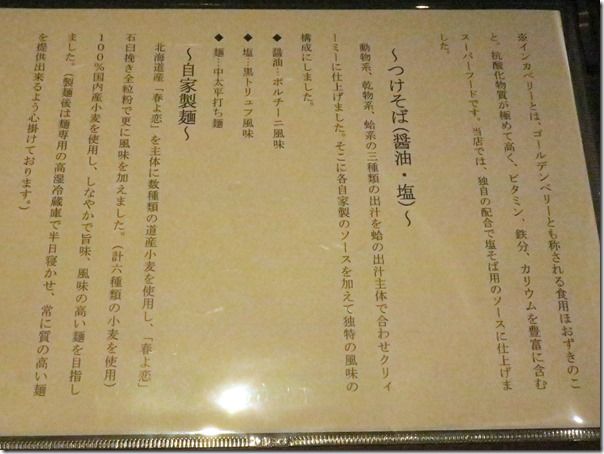 ※インカベリーとは、ゴールデンベリーとも称される食用ほおずきのこ
と。抗酸化物質が極めて高く、ビタミン、鉄分、カリウムを豊富に含む
スーパーフードです。当店では、独自の配合で塩そば用のソースに仕上げま
した。
～つけそば(醤油・塩)～
動物系、乾物系、蛤系の三種類の出汁を蛤の出汁主体で合わせクリィ
ーミーに仕上げました。そこに各自家製のソースを加えて独特の風味の
構成にしました。
◆ 醤油…ポルチーニ風味
◆ 塩…黒トリュフ風味
◆ 麺…中太平打ち麺
～自家製麺～
北海道産「春よ恋」を主体に数種類の道産小麦を使用し、「春よ恋」
石臼挽き全粒粉で更に風味を加えました。(計六種類の小麦を使用)
100％国内産小麦を使用し、しなやかで旨味、風味の高い麺を目指し
ました。(製麺後は麺専用の高湿冷蔵庫で半日寝かせ、常に質の高い麺
を提供出来るよう心掛けております。)